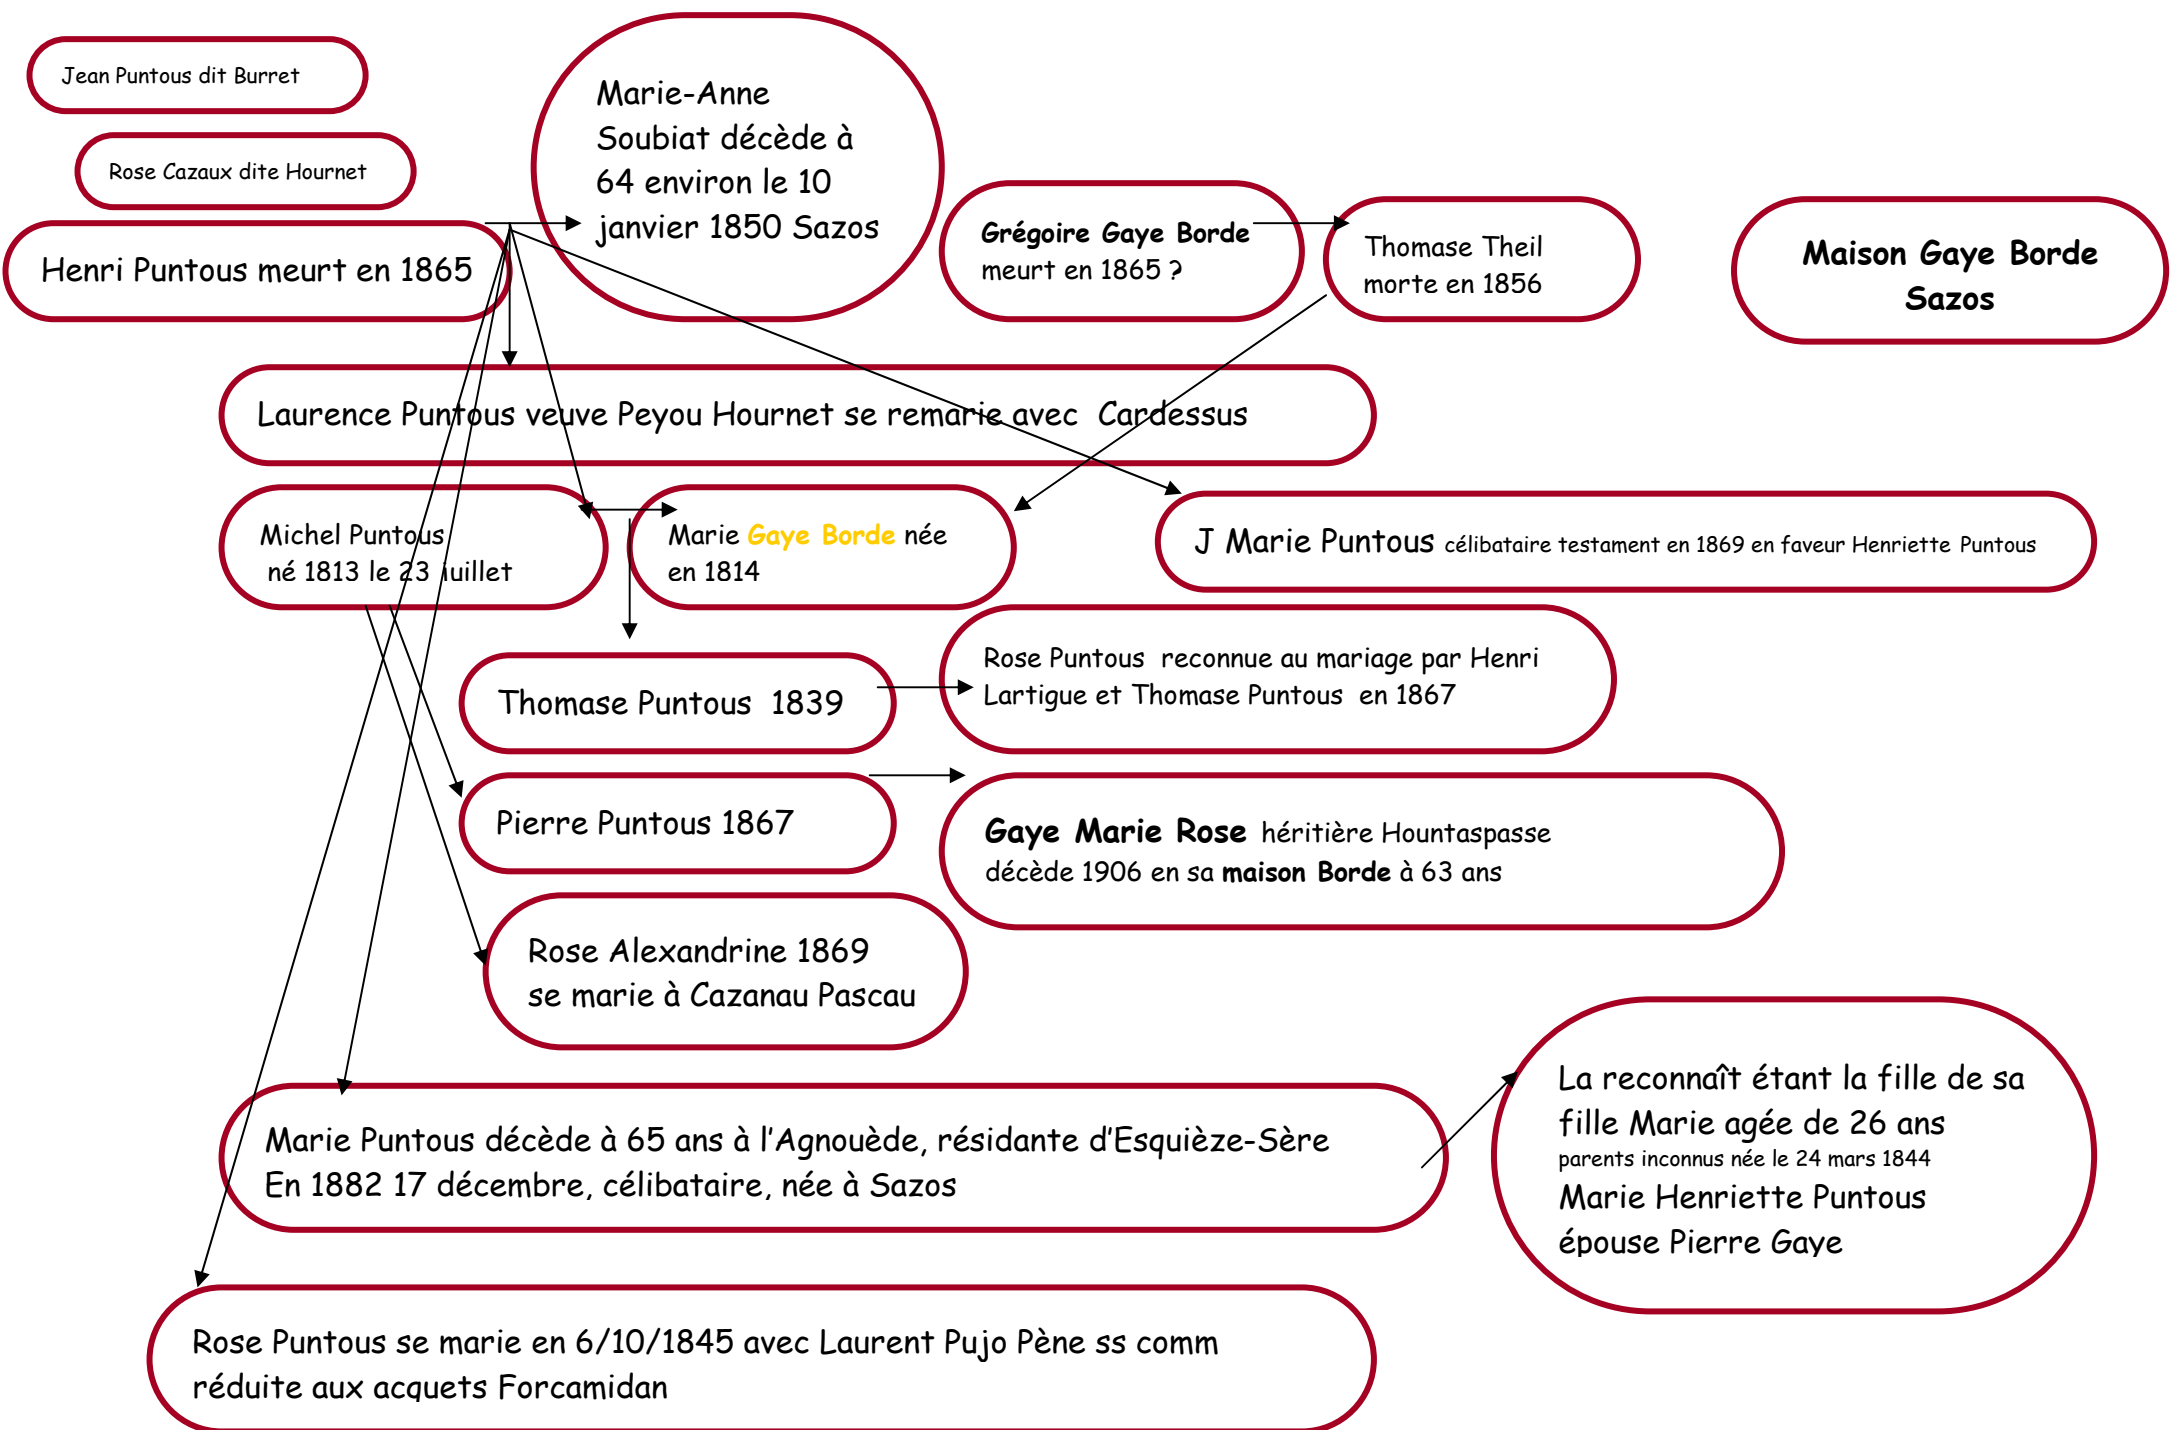 Jean Puntous dit Burret
Rose Cazaux dite Hournet
Henri Puntous meurt en 1865
Marie-Anne
Soubiat décède à
64 environ le 10
janvier 1850 Sazos
Grégoire Gaye Borde
meurt en 1865 ?
Thomase Theil
morte en 1856
Maison Gaye Borde
Sazos
Laurence Puntous veuve Peyou Hournet se remarie avec Cardessus
Michel Puntous
né 1813 le 23 juillet
Marie Gaye Borde née
en 1814
J Marie Puntous célibataire testament en 1869 en faveur Henriette Puntous
Thomase Puntous 1839
Rose Puntous reconnue au mariage par Henri
Lartigue et Thomase Puntous en 1867
Pierre Puntous 1867
Gaye Marie Rose héritière Hountaspasse
décède 1906 en sa maison Borde à 63 ans
Rose Alexandrine 1869
se marie à Cazanau Pascau
Marie Puntous décède à 65 ans à l'Agnouède, résidante d'Esquièze-Sère
En 1882 17 décembre, célibataire, née à Sazos
La reconnaît étant la fille de sa
fille Marie agée de 26 ans
parents inconnus née le 24 mars 1844
Marie Henriette Puntous
épouse Pierre Gaye
Rose Puntous se marie en 6/10/1845 avec Laurent Pujo Pène ss comm
réduite aux acquets Forcamidan